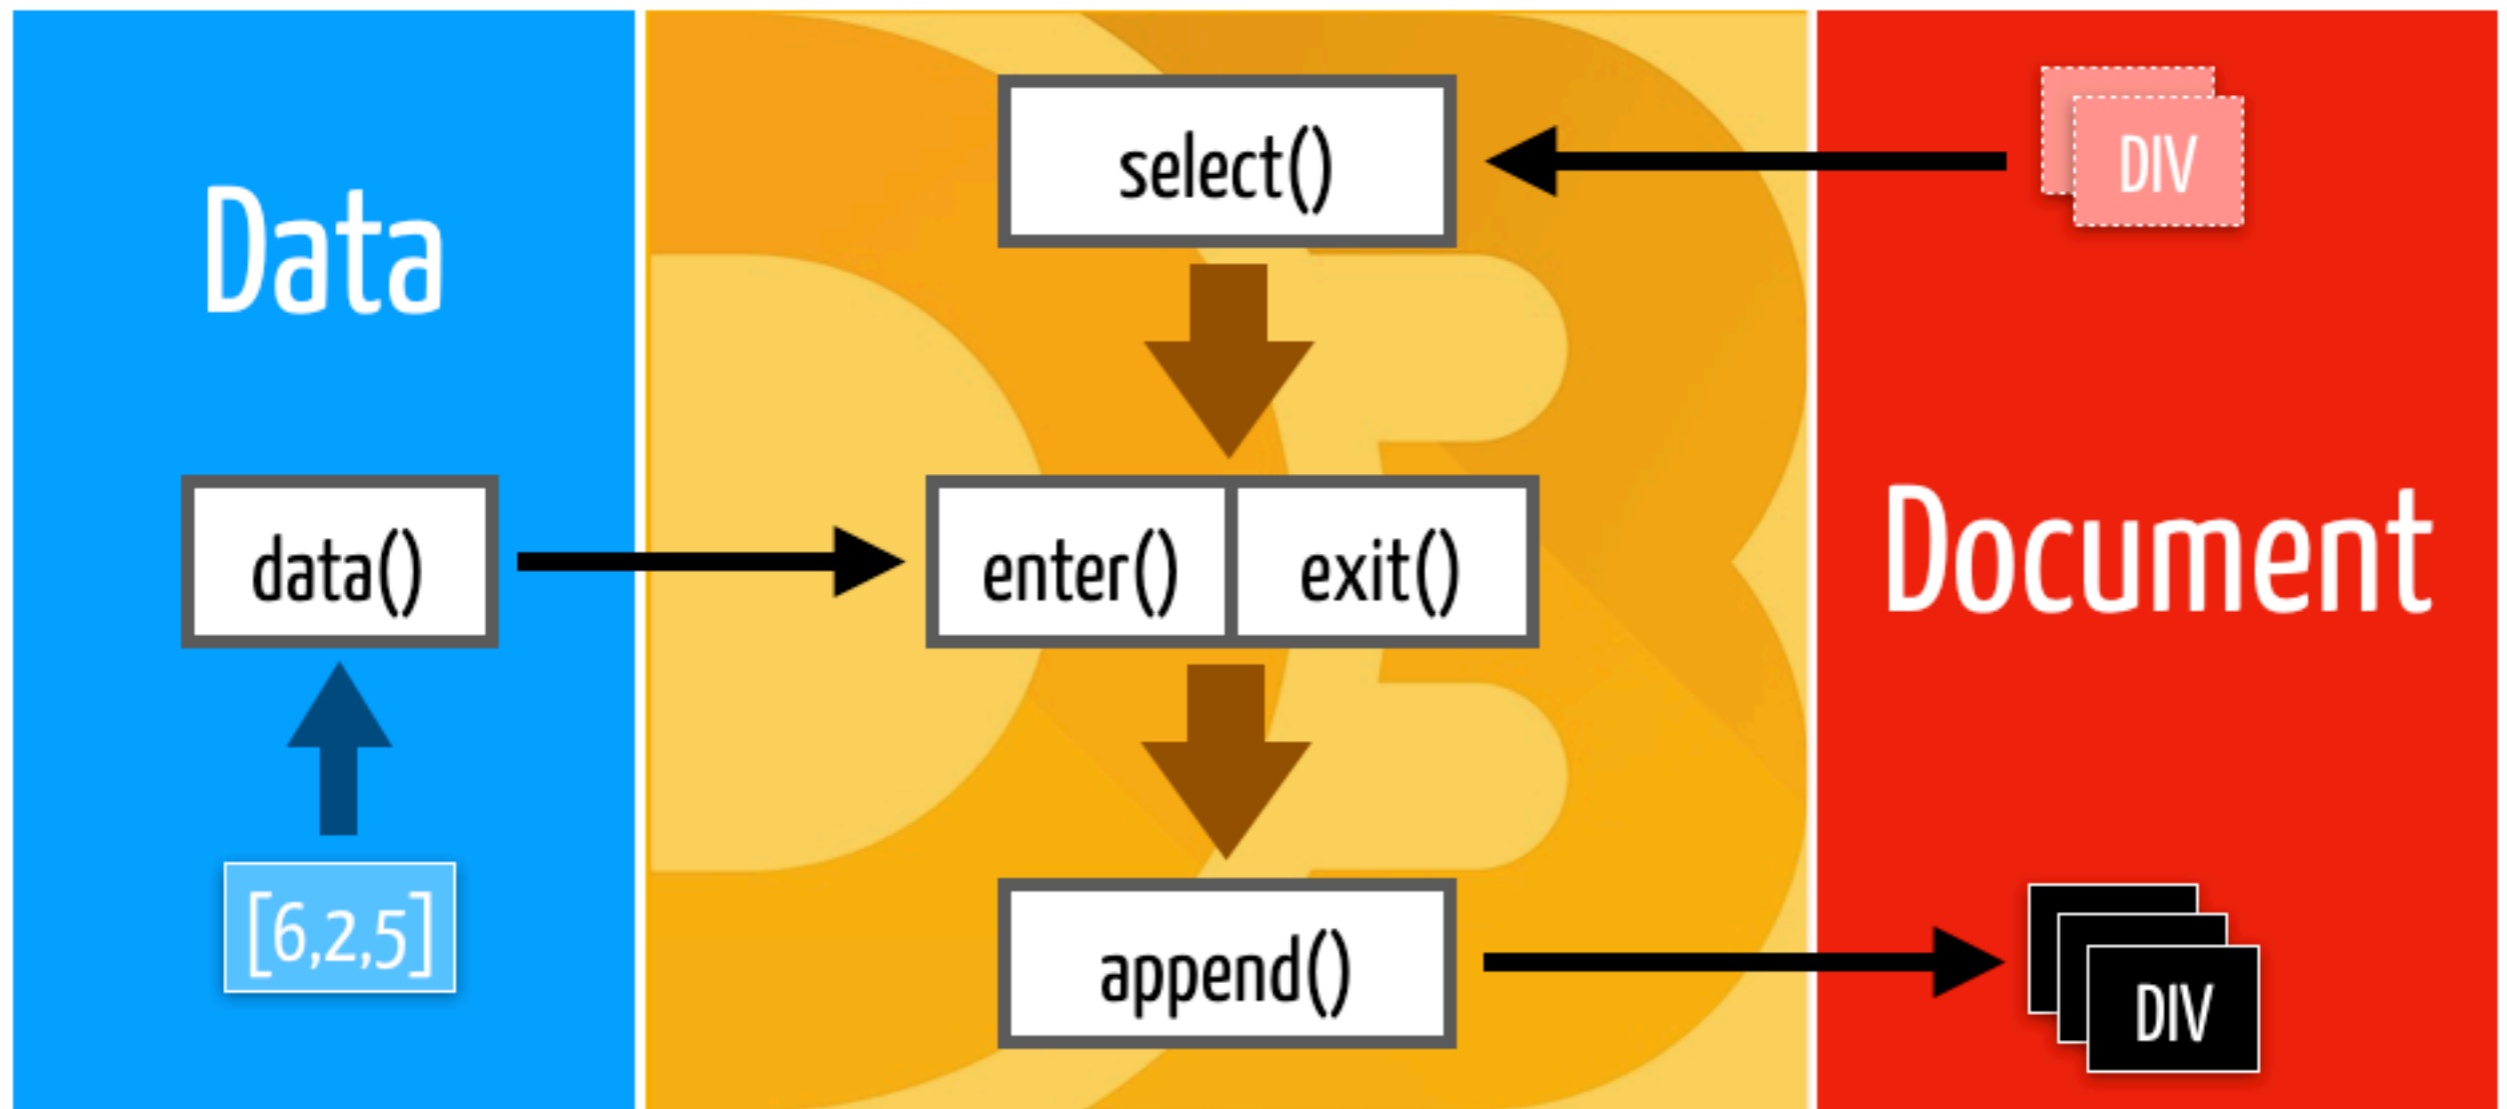 Data
data()
[6,2,5]
select()
enter()
exit()
append()
DIV
Document
DIV